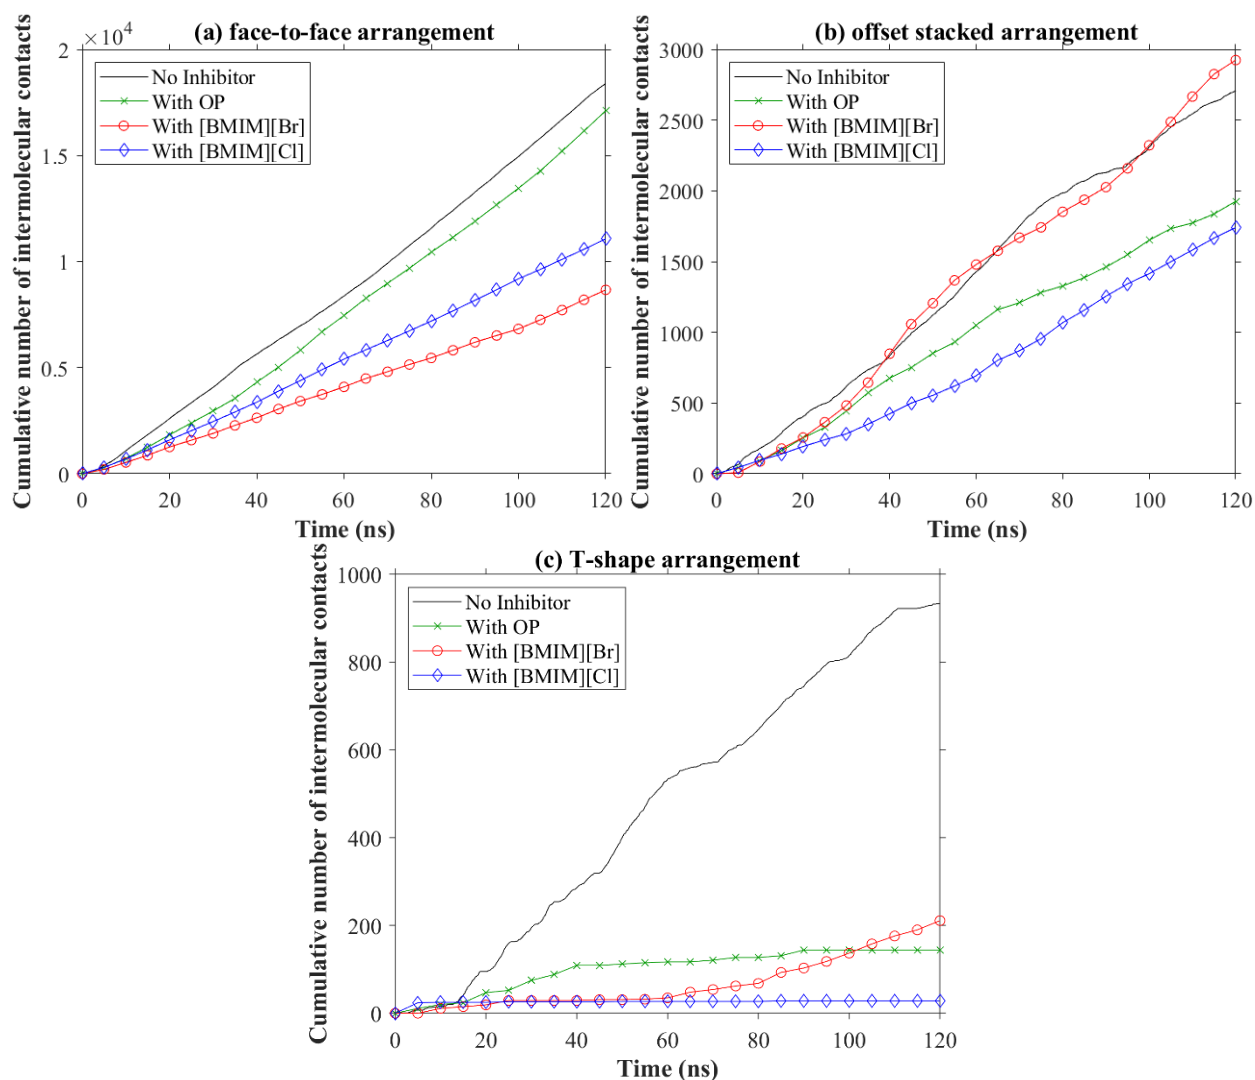 (a) face-to-face arrangement
×10⁴
2
1.5
1
0.5
0
Cumulative number of intermolecular contacts
No Inhibitor
With OP
With [BMIM][Br]
With [BMIM][Cl]
0 20 40 60 80 100 120
Time (ns)
(b) offset stacked arrangement
3000
2500
2000
1500
1000
500
0
Cumulative number of intermolecular contacts
No Inhibitor
With OP
With [BMIM][Br]
With [BMIM][Cl]
0 20 40 60 80 100 120
Time (ns)
(c) T-shape arrangement
1000
800
600
400
200
0
Cumulative number of intermolecular contacts
No Inhibitor
With OP
With [BMIM][Br]
With [BMIM][Cl]
0 20 40 60 80 100 120
Time (ns)